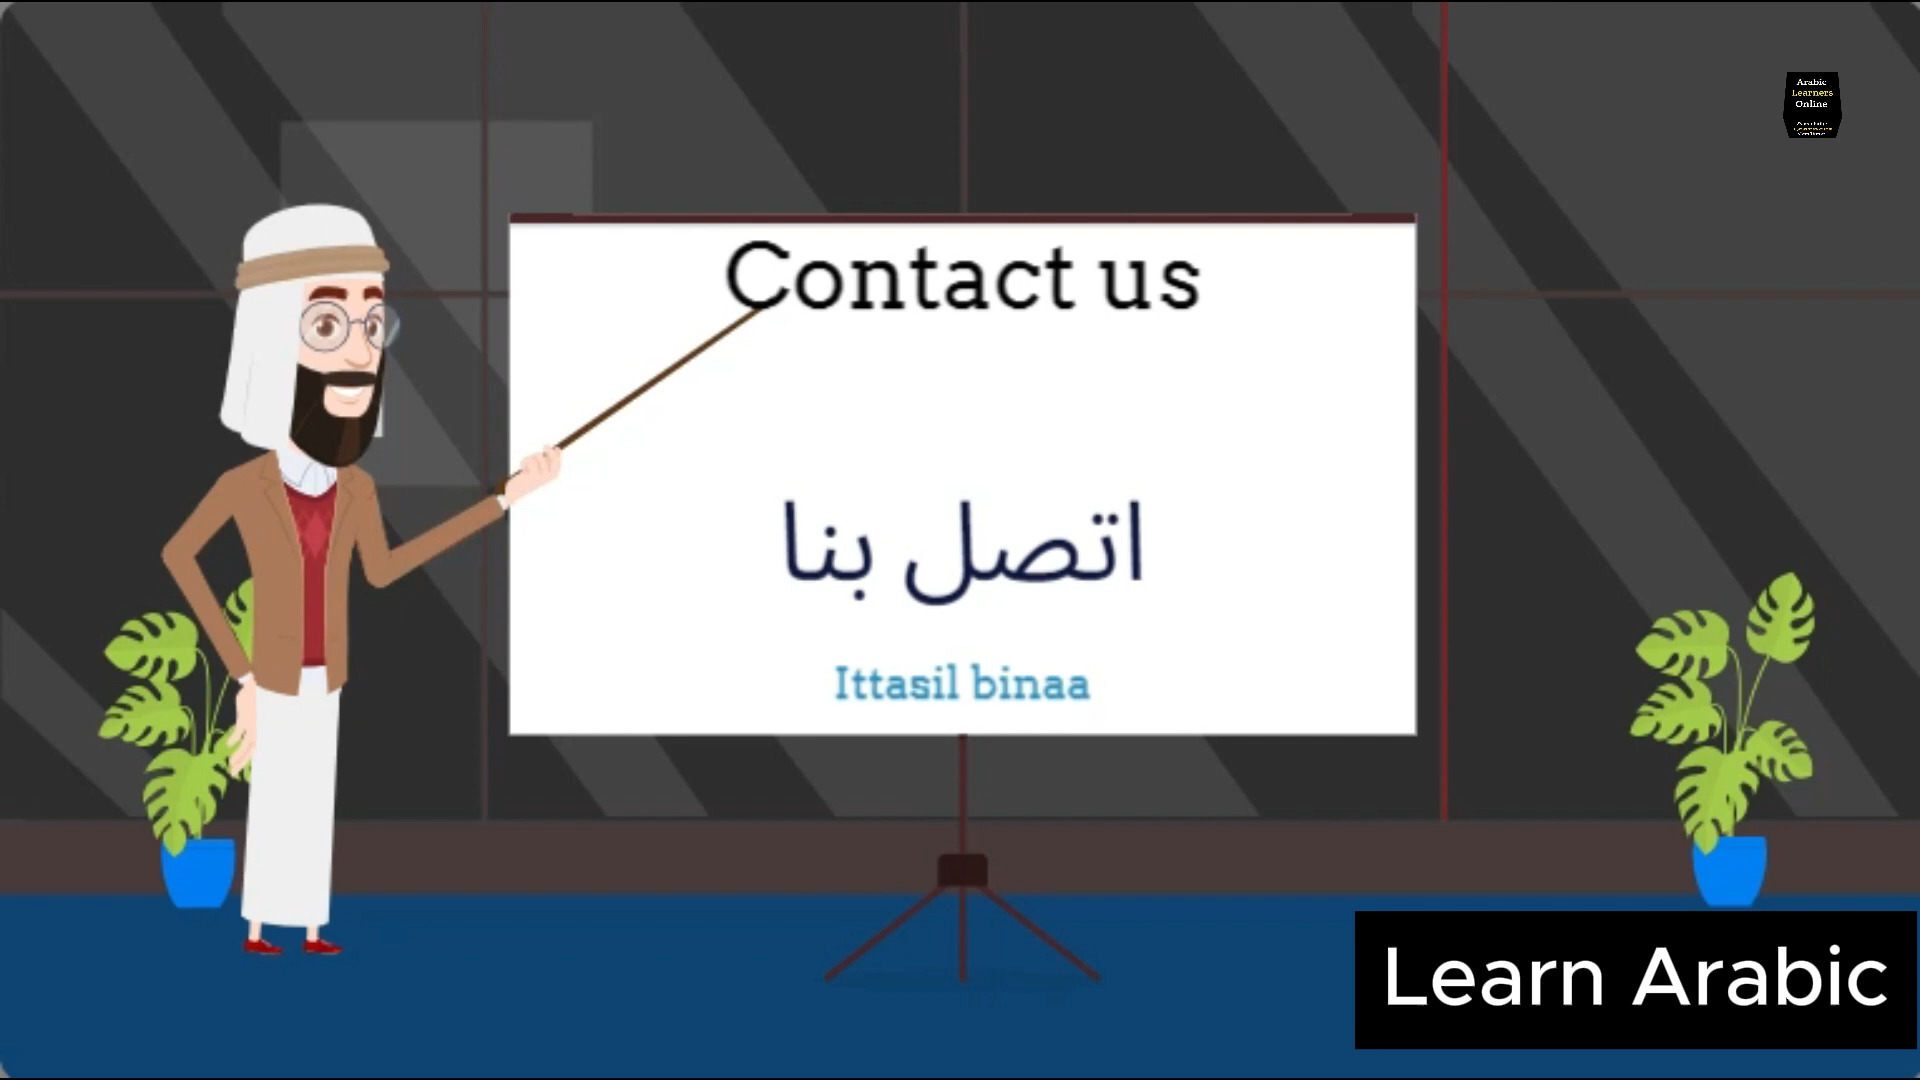 Arabic
Learners
Online
Contact us
اتصل بنا
Ittasil binaa
Learn Arabic